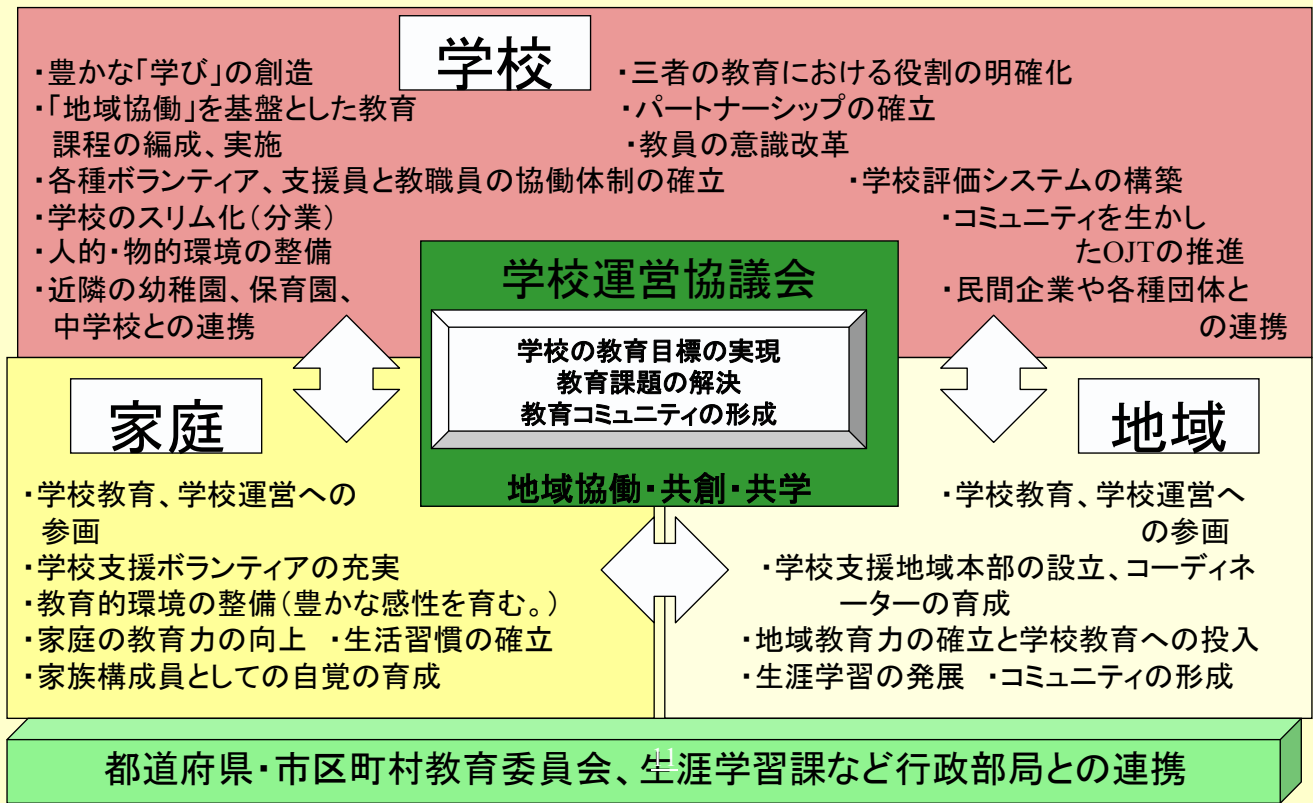 学校
・豊かな「学び」の創造
・「地域協働」を基盤とした教育
課程の編成、実施
・各種ボランティア、支援員と教職員の協働体制の確立
・学校のスリム化(分業)
・人的・物的環境の整備
・近隣の幼稚園、保育園、
中学校との連携
・三者の教育における役割の明確化
・パートナーシップの確立
・教員の意識改革
・学校評価システムの構築
・コミュニティを生かし
たOJTの推進
・民間企業や各種団体と
の連携
学校運営協議会
学校の教育目標の実現
教育課題の解決
教育コミュニティの形成
地域協働・共創・共学
家庭
・学校教育、学校運営への
参画
・学校支援ボランティアの充実
・教育的環境の整備(豊かな感性を育む。)
・家庭の教育力の向上 ・生活習慣の確立
・家族構成員としての自覚の育成
地域
・学校教育、学校運営へ
の参画
・学校支援地域本部の設立、コーディネ
ーターの育成
・地域教育力の確立と学校教育への投入
・生涯学習の発展 ・コミュニティの形成
都道府県・市区町村教育委員会、生涯学習課など行政部局との連携
11